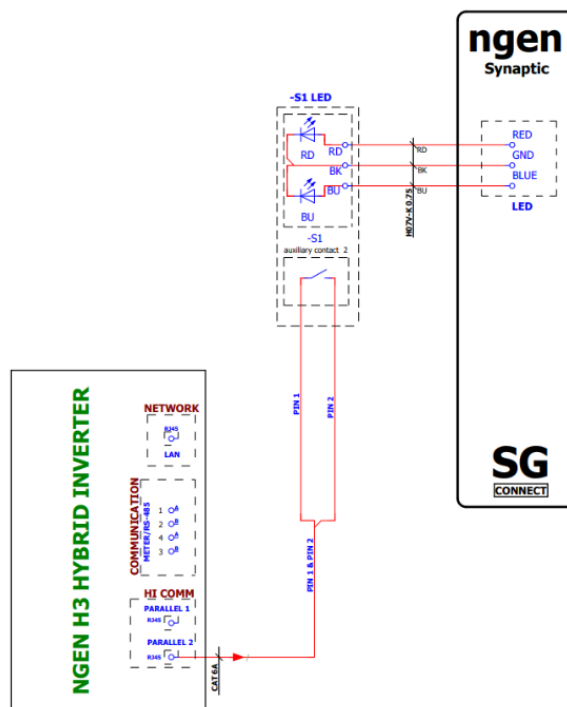 ngen
Synaptic
-S1 LED
RD
RD
BK
BU
BU
RD
BK
BU
H07V-K 0.75
RED
GND
BLUE
LED
-S1
auxiliary contact 2
PIN 1
PIN 2
PIN 1 & PIN 2
SG
CONNECT
NGEN H3 HYBRID INVERTER
NETWORK
RJ45
LAN
COMMUNICATION
METER/RS-485
1 A
2 B
4 A
3 B
HI COMM
PARALLEL 1
RJ45
PARALLEL 2
RJ45
CAT 6A